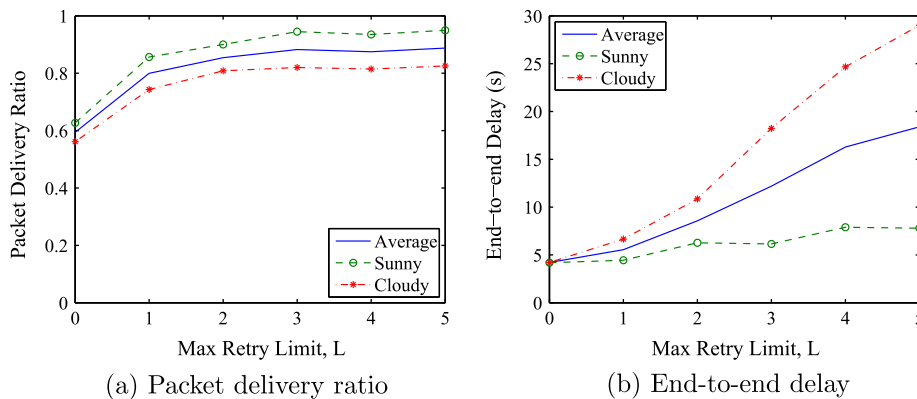 1
0.8
0.6
0.4
0.2
0
0 1 2 3 4 5
Packet Delivery Ratio
Max Retry Limit, L
Average
Sunny
Cloudy
(a) Packet delivery ratio
30
25
20
15
10
5
0
0 1 2 3 4 5
End−to−end Delay (s)
Max Retry Limit, L
Average
Sunny
Cloudy
(b) End-to-end delay